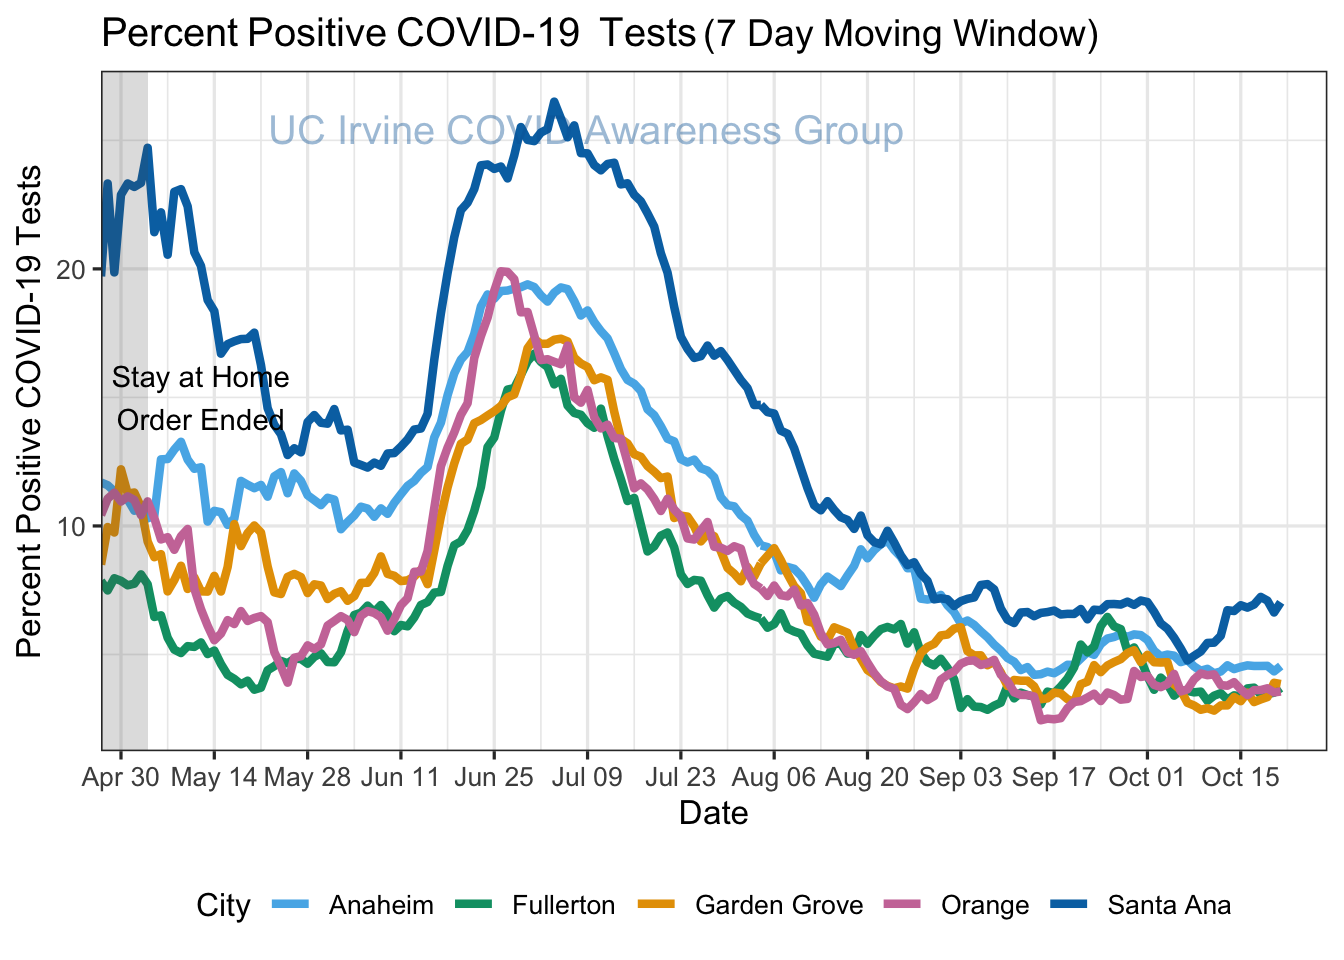 Percent Positive COVID-19 Tests (7 Day Moving Window)
UC Irvine COVID Awareness Group
Percent Positive COVID-19 Tests
20
10
Stay at Home
Order Ended
Apr 30 May 14 May 28 Jun 11 Jun 25 Jul 09 Jul 23 Aug 06 Aug 20 Sep 03 Sep 17 Oct 01 Oct 15
Date
City Anaheim Fullerton Garden Grove Orange Santa Ana